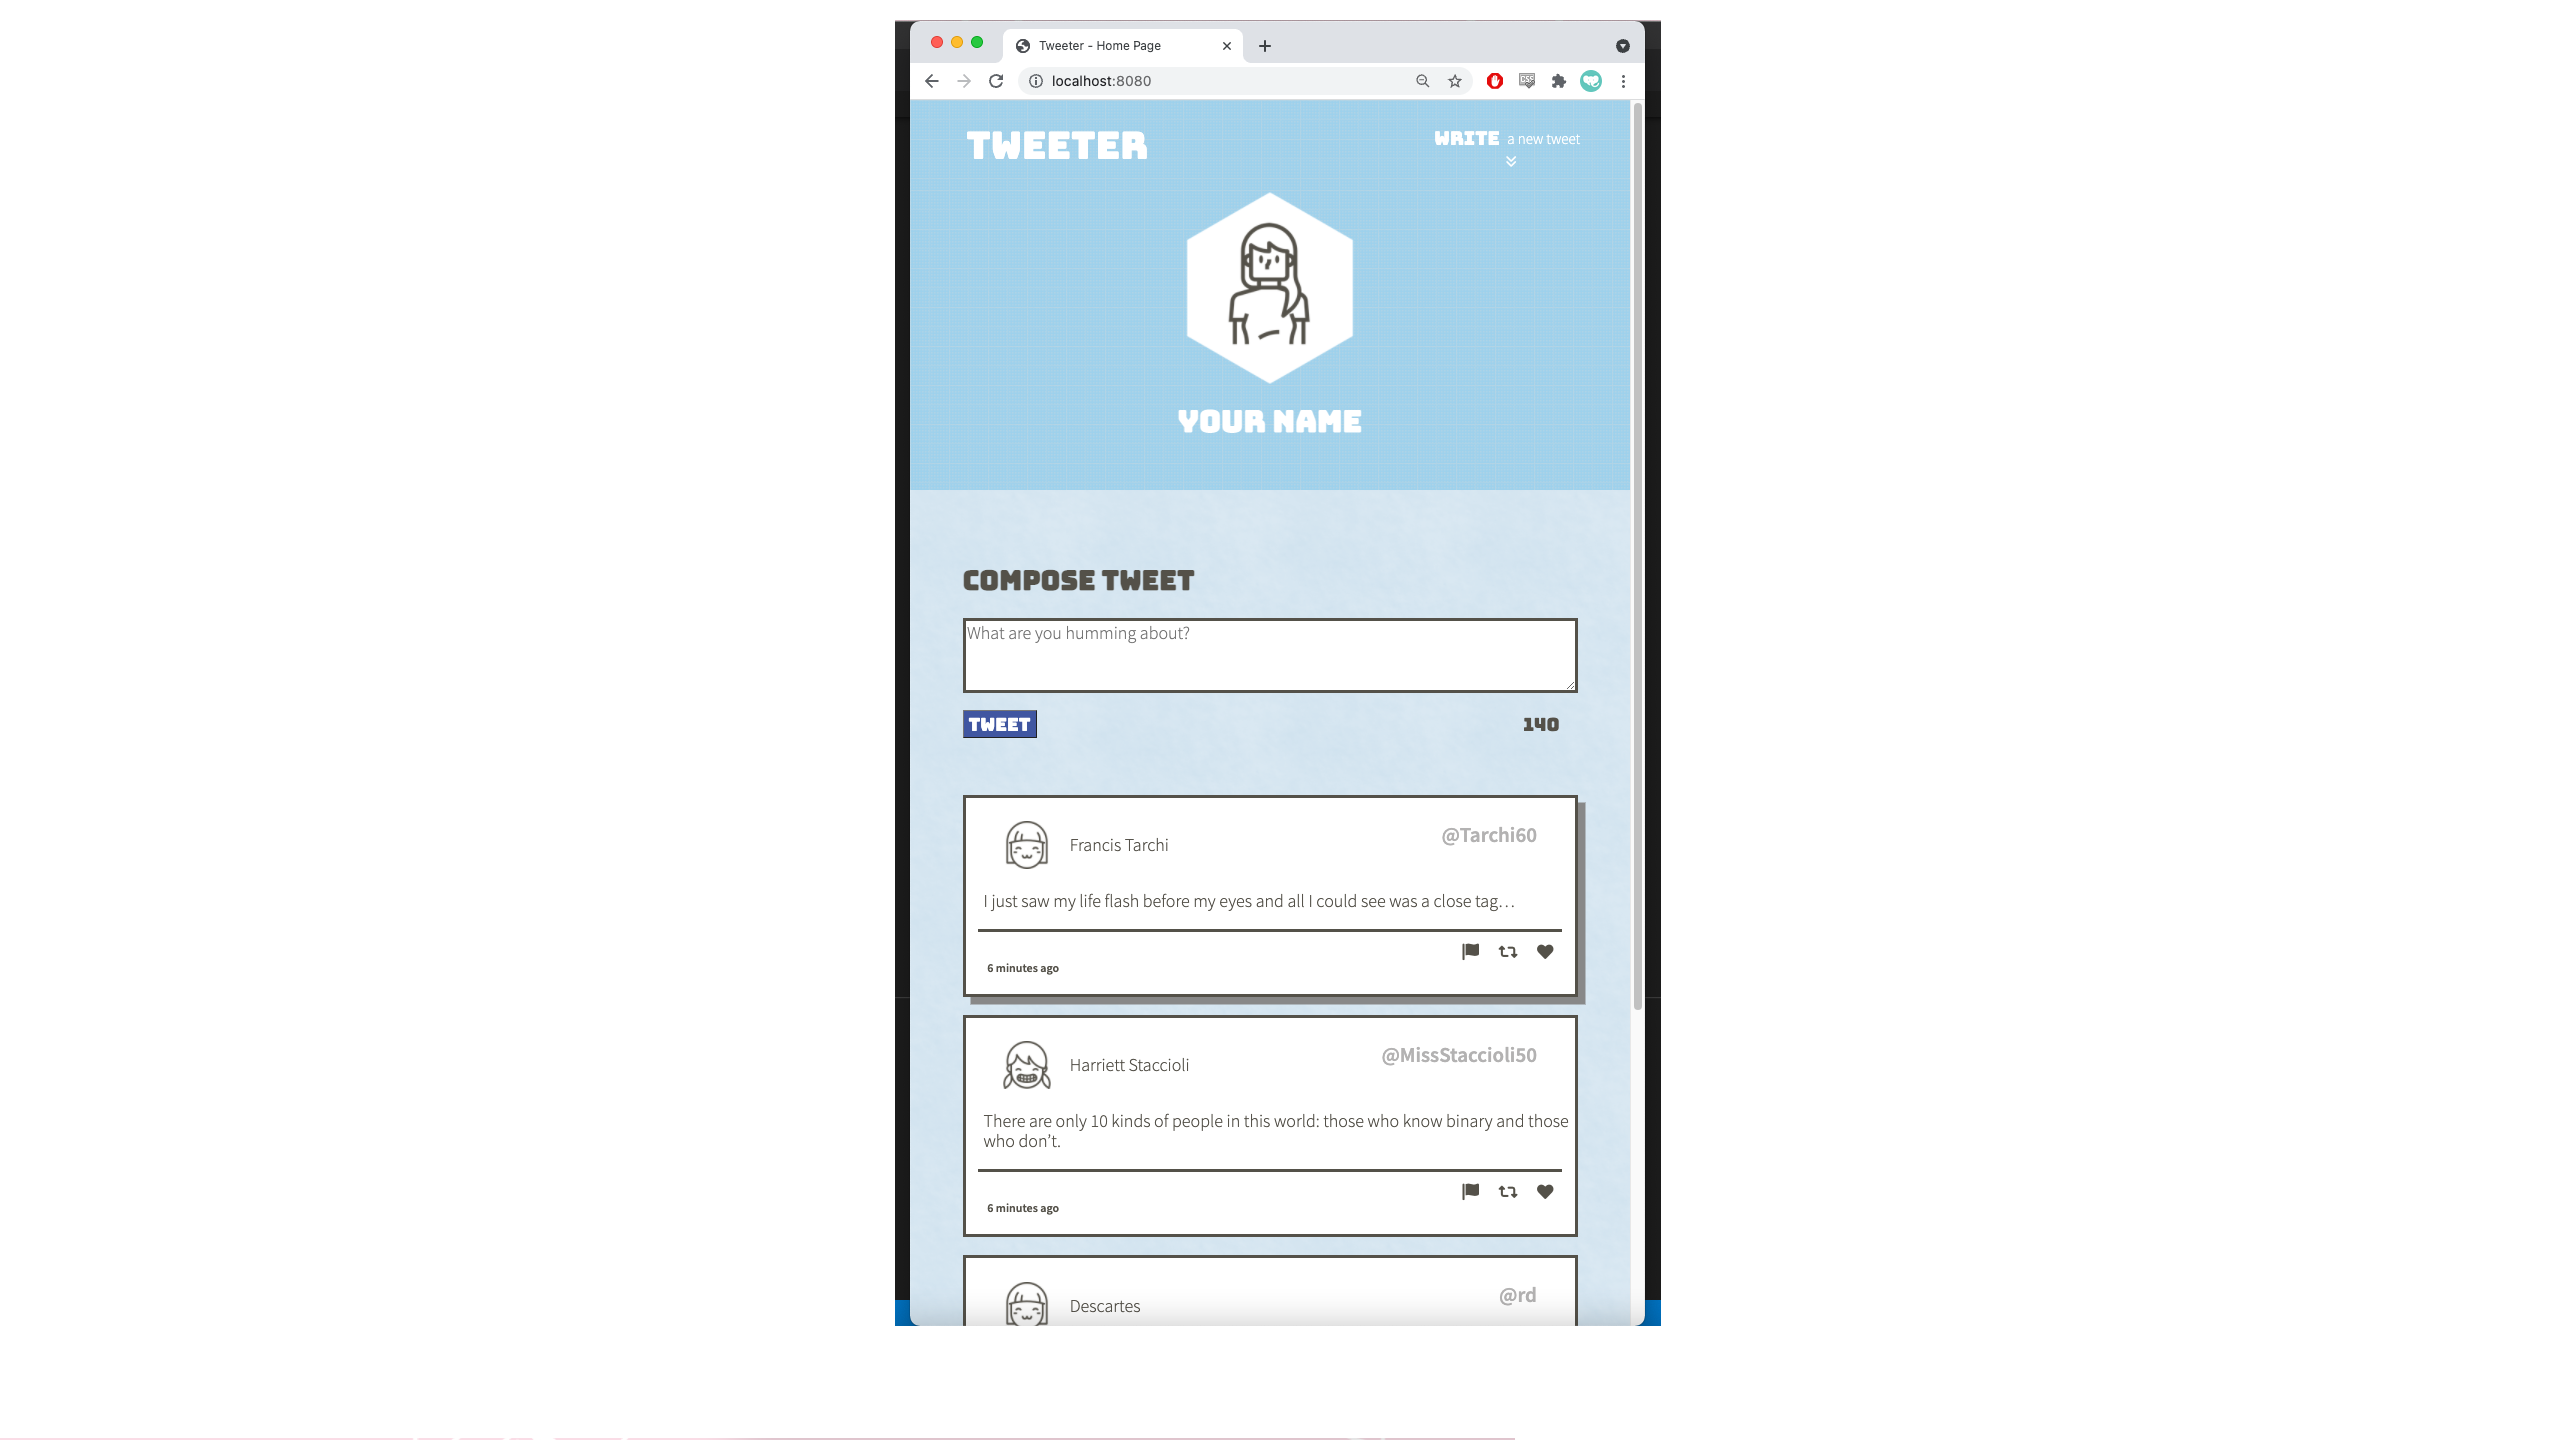 Tweeter - Home Page
localhost:8080
TWEETER
WRITE a new tweet
YOUR NAME
COMPOSE TWEET
What are you humming about?
TWEET
140
Francis Tarchi
@Tarchi60
I just saw my life flash before my eyes and all I could see was a close tag…
6 minutes ago
Harriett Staccioli
@MissStaccioli50
There are only 10 kinds of people in this world: those who know binary and those
who don’t.
6 minutes ago
Descartes
@rd